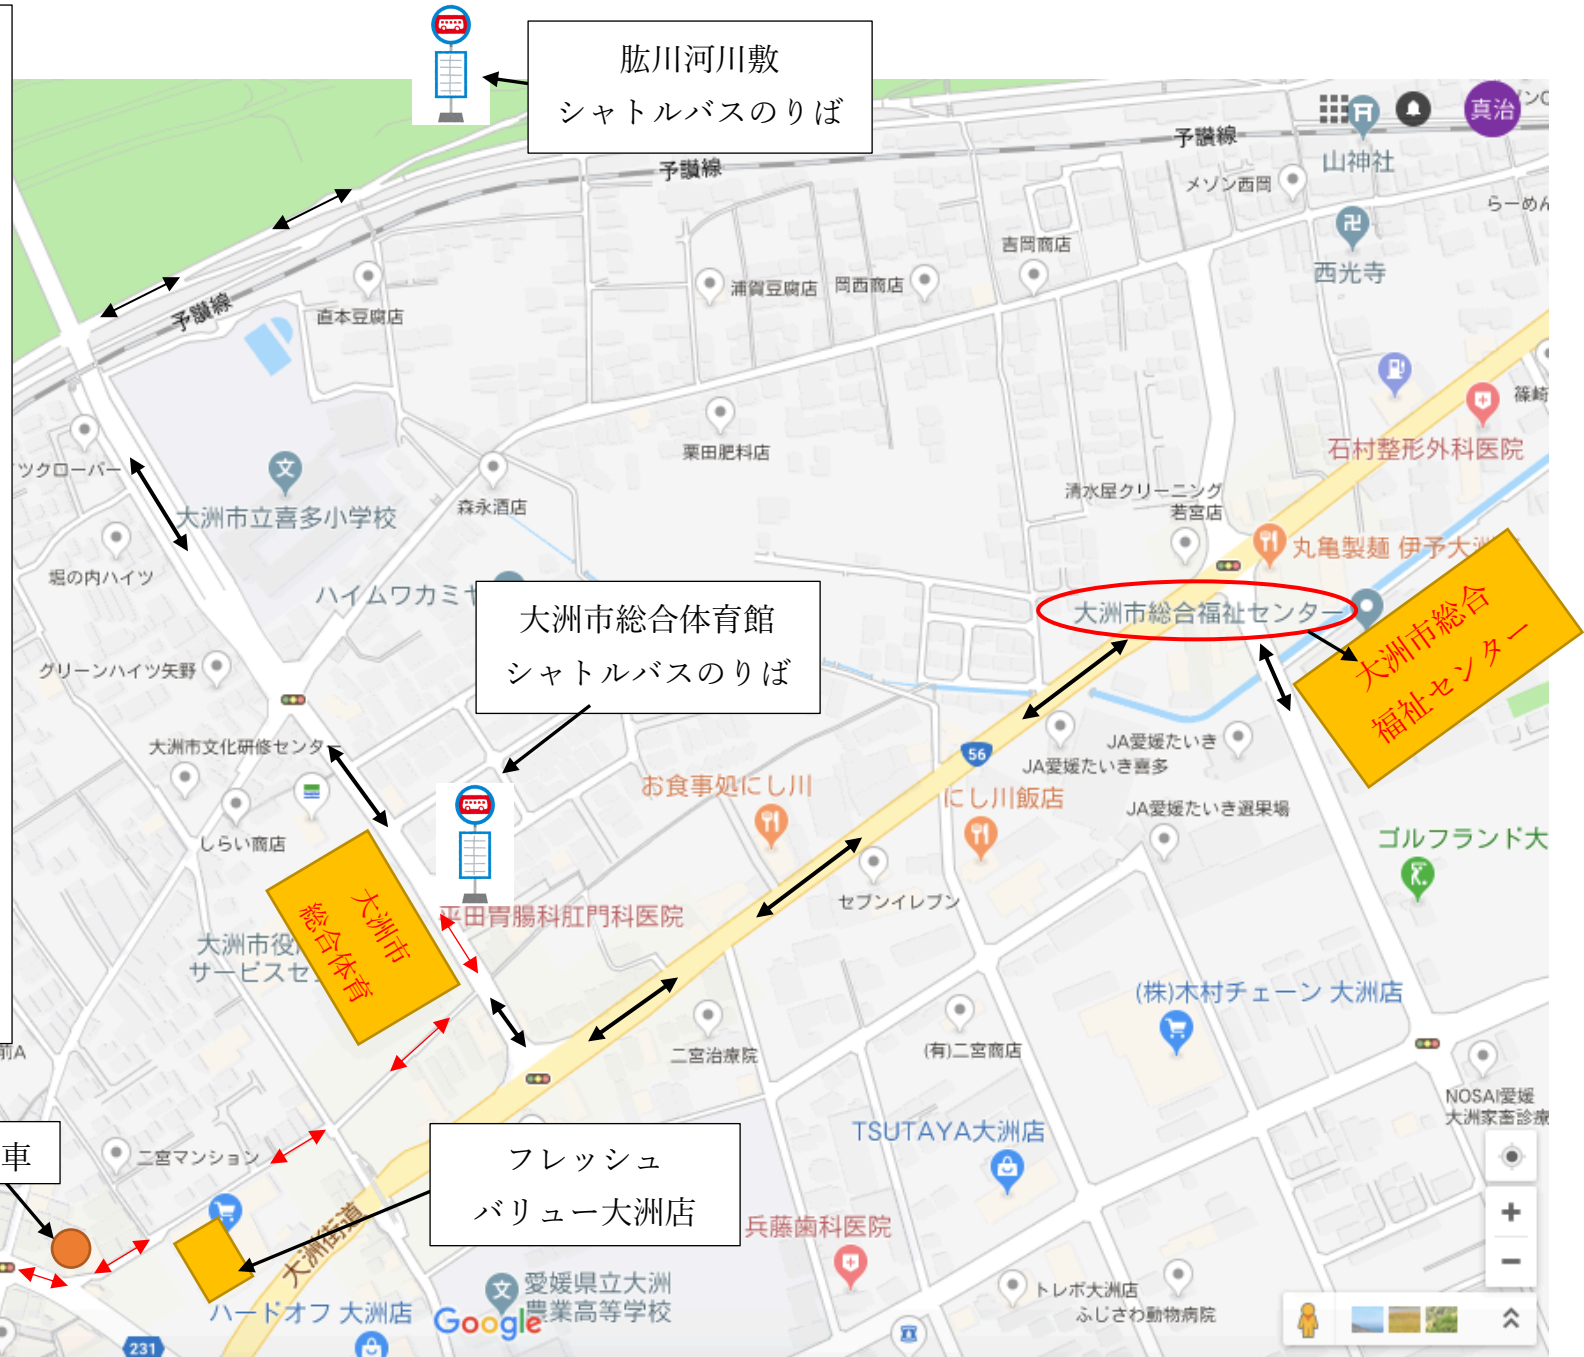 肱川河川敷
シャトルバスのりば
真治
予讃線
山神社
予讃線
メゾン西岡
らーめん
西光寺
吉岡商店
浦賀豆腐店
岡西商店
予讃線
直本豆腐店
篠崎
石村整形外科医院
栗田肥料店
ツクローバー
森永酒店
大洲市立喜多小学校
清水屋クリーニング
若宮店
丸亀製麺 伊予大洲
堀の内ハイツ
ハイムワカミヤ
大洲市総合体育館
シャトルバスのりば
大洲市総合福祉センター
大洲市総合
福祉センター
グリーンハイツ矢野
大洲市文化研修センター
56
JA愛媛たいき
JA愛媛たいき喜多
お食事処にし川
にし川飯店
JA愛媛たいき選果場
しらい商店
ゴルフランド大
セブンイレブン
大洲市
総合体育
平田胃腸科肛門科医院
大洲市役
サービスセ
(株)木村チェーン 大洲店
二宮治療院
(有)二宮商店
前A
NOSAI愛媛
大洲家畜診療
TSUTAYA大洲店
車
二宮マンション
フレッシュ
バリュー大洲店
大洲街道
兵藤歯科医院
愛媛県立大洲
農業高等学校
トレボ大洲店
ふじさわ動物病院
ハードオフ 大洲店
Google
231